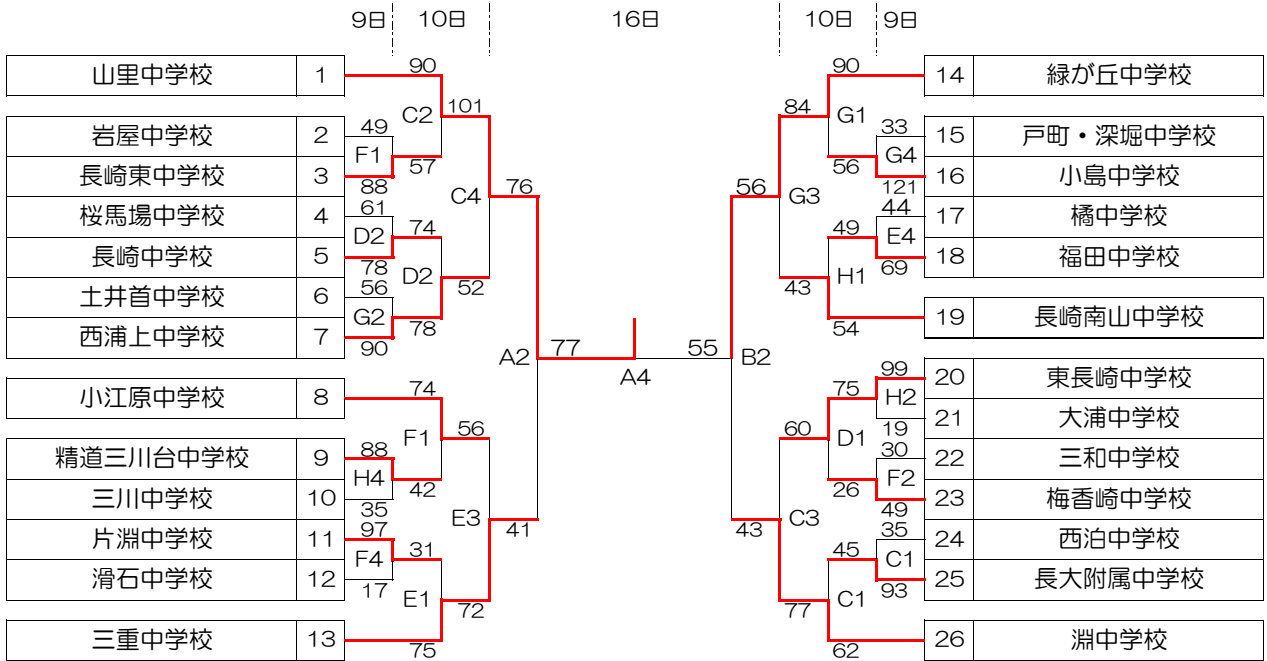 9日 10日 16日 10日 9日
山里中学校 1 90 90 14 緑が丘中学校
C2 101 84 G1
岩屋中学校 2 49 33 15 戸町・深堀中学校
F1 57 56 G4
長崎東中学校 3 88 121 16 小島中学校
C4 76 56 G3
桜馬場中学校 4 61 44 17 橘中学校
D2 74 49 E4
長崎中学校 5 78 69 18 福田中学校
D2 52 43 H1
土井首中学校 6 56
G2 78 54
西浦上中学校 7 90 19 長崎南山中学校
A2 77 55 B2
A4
小江原中学校 8 74 99 20 東長崎中学校
75 H2
F1 56 60 D1 19 21 大浦中学校
精道三川台中学校 9 88 30 22 三和中学校
H4 42 26 F2
三川中学校 10 35 49 23 梅香崎中学校
E3 41 43 C3
片淵中学校 11 97 35 24 西泊中学校
F4 31 45 C1
滑石中学校 12 17 93 25 長大附属中学校
E1 72 77 C1
三重中学校 13 75 62 26 淵中学校